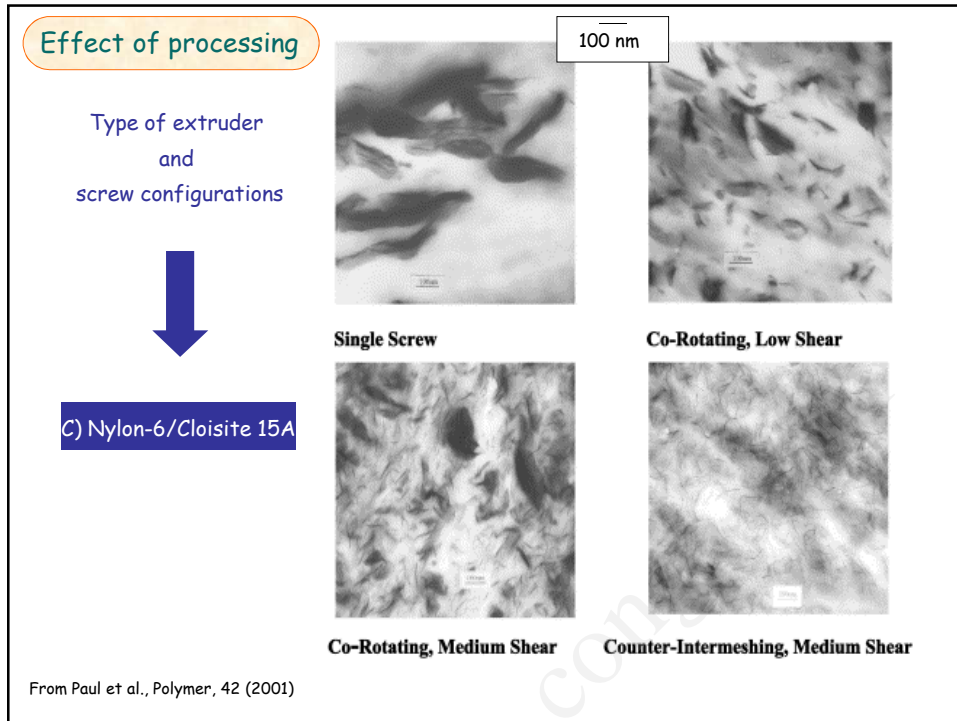 Effect of processing
100 nm
Type of extruder
and
screw configurations
C) Nylon-6/Cloisite 15A
Single Screw
Co-Rotating, Low Shear
Co-Rotating, Medium Shear
Counter-Intermeshing, Medium Shear
From Paul et al., Polymer, 42 (2001)